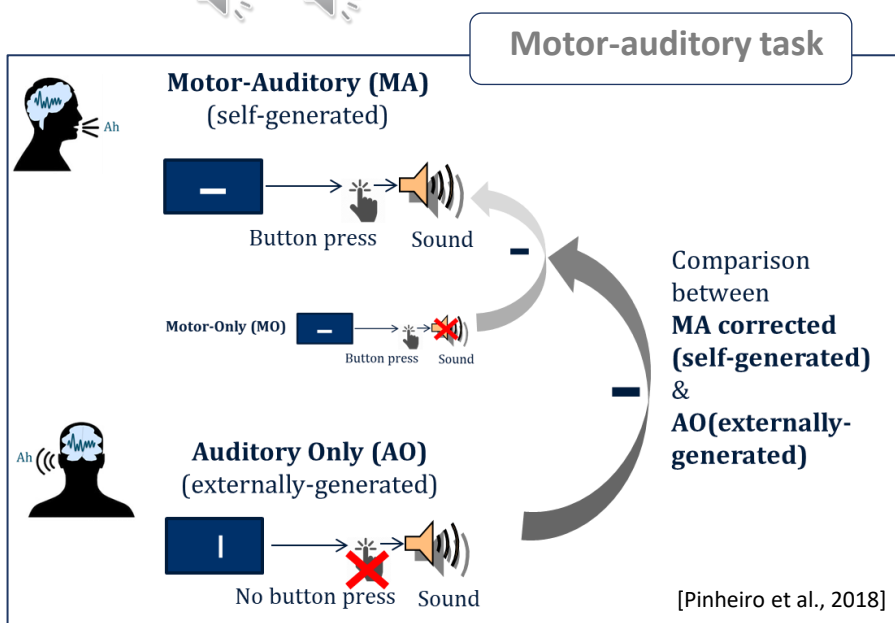 Motor-auditory task
Motor-Auditory (MA)
(self-generated)
Ah
Button press
Sound
Motor-Only (MO)
Button press
Sound
Comparison
between
MA corrected
(self-generated)
&
AO(externally-
generated)
Auditory Only (AO)
(externally-generated)
Ah
No button press
Sound
[Pinheiro et al., 2018]